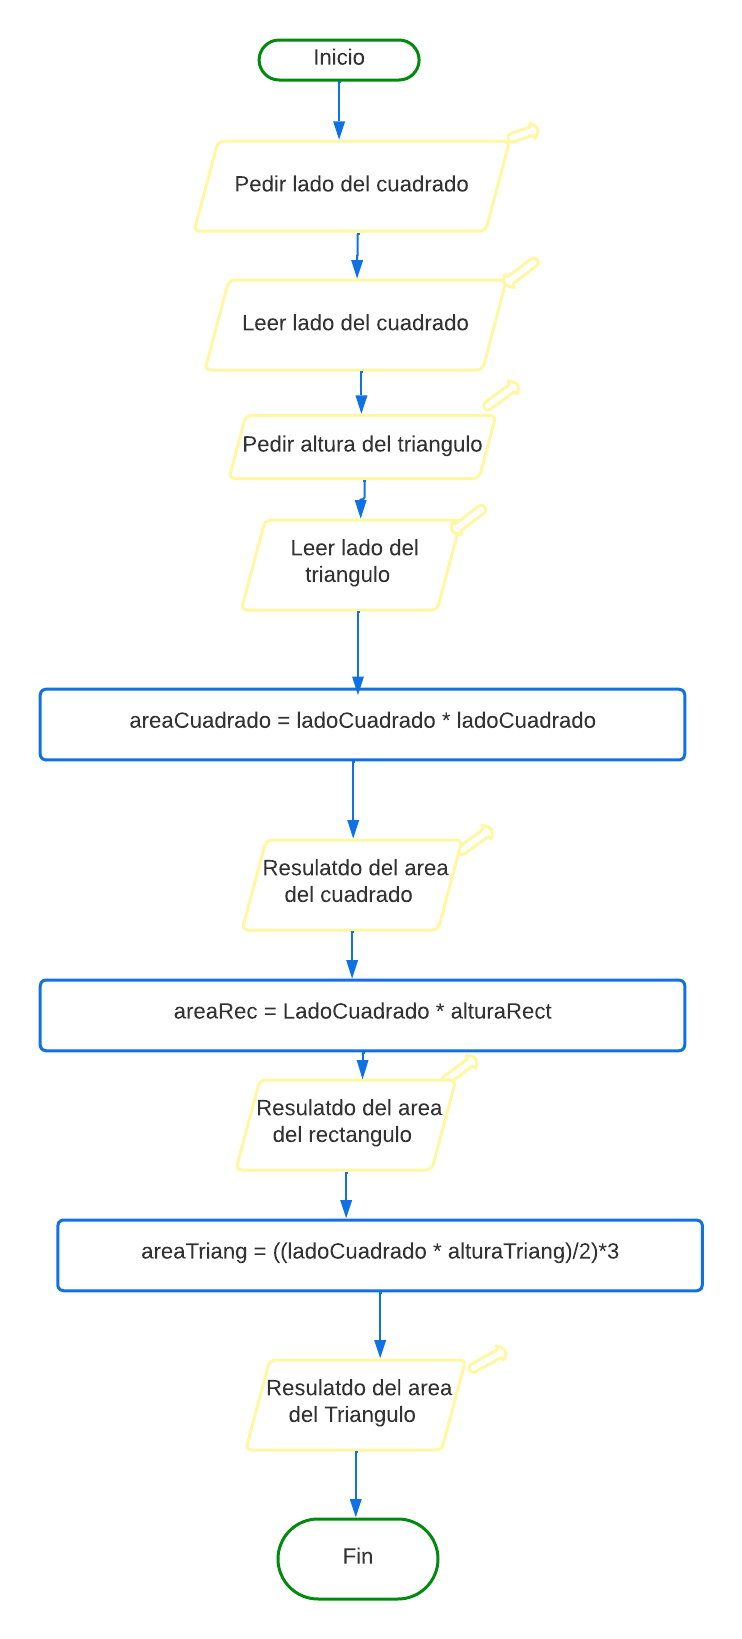 Inicio
Pedir lado del cuadrado
Leer lado del cuadrado
Pedir altura del triangulo
Leer lado del
triangulo
areaCuadrado = ladoCuadrado * ladoCuadrado
Resulatdo del area
del cuadrado
areaRec = LadoCuadrado * alturaRect
Resulatdo del area
del rectangulo
areaTriang = ((ladoCuadrado * alturaTriang)/2)*3
Resulatdo del area
del Triangulo
Fin